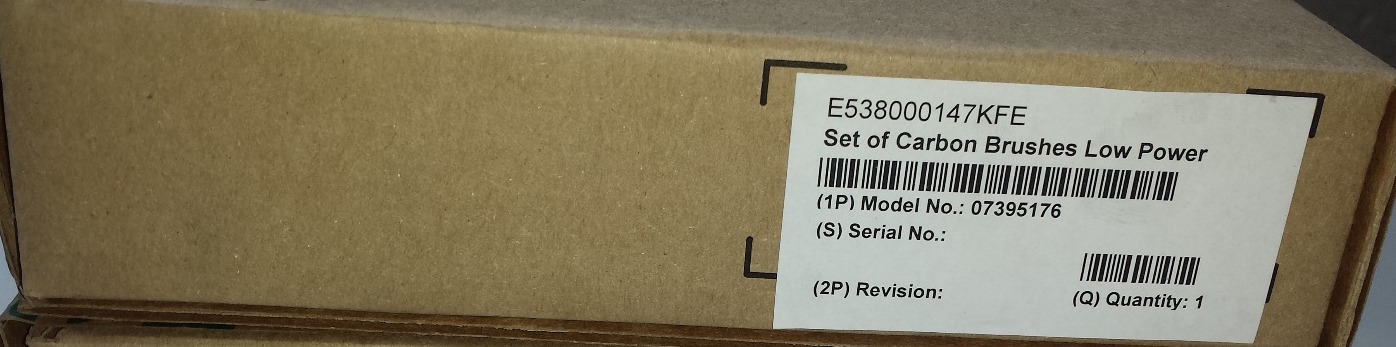 E538000147KFE
Set of Carbon Brushes Low Power
(1P) Model No.: 07395176
(S) Serial No.:
(2P) Revision:
(Q) Quantity: 1